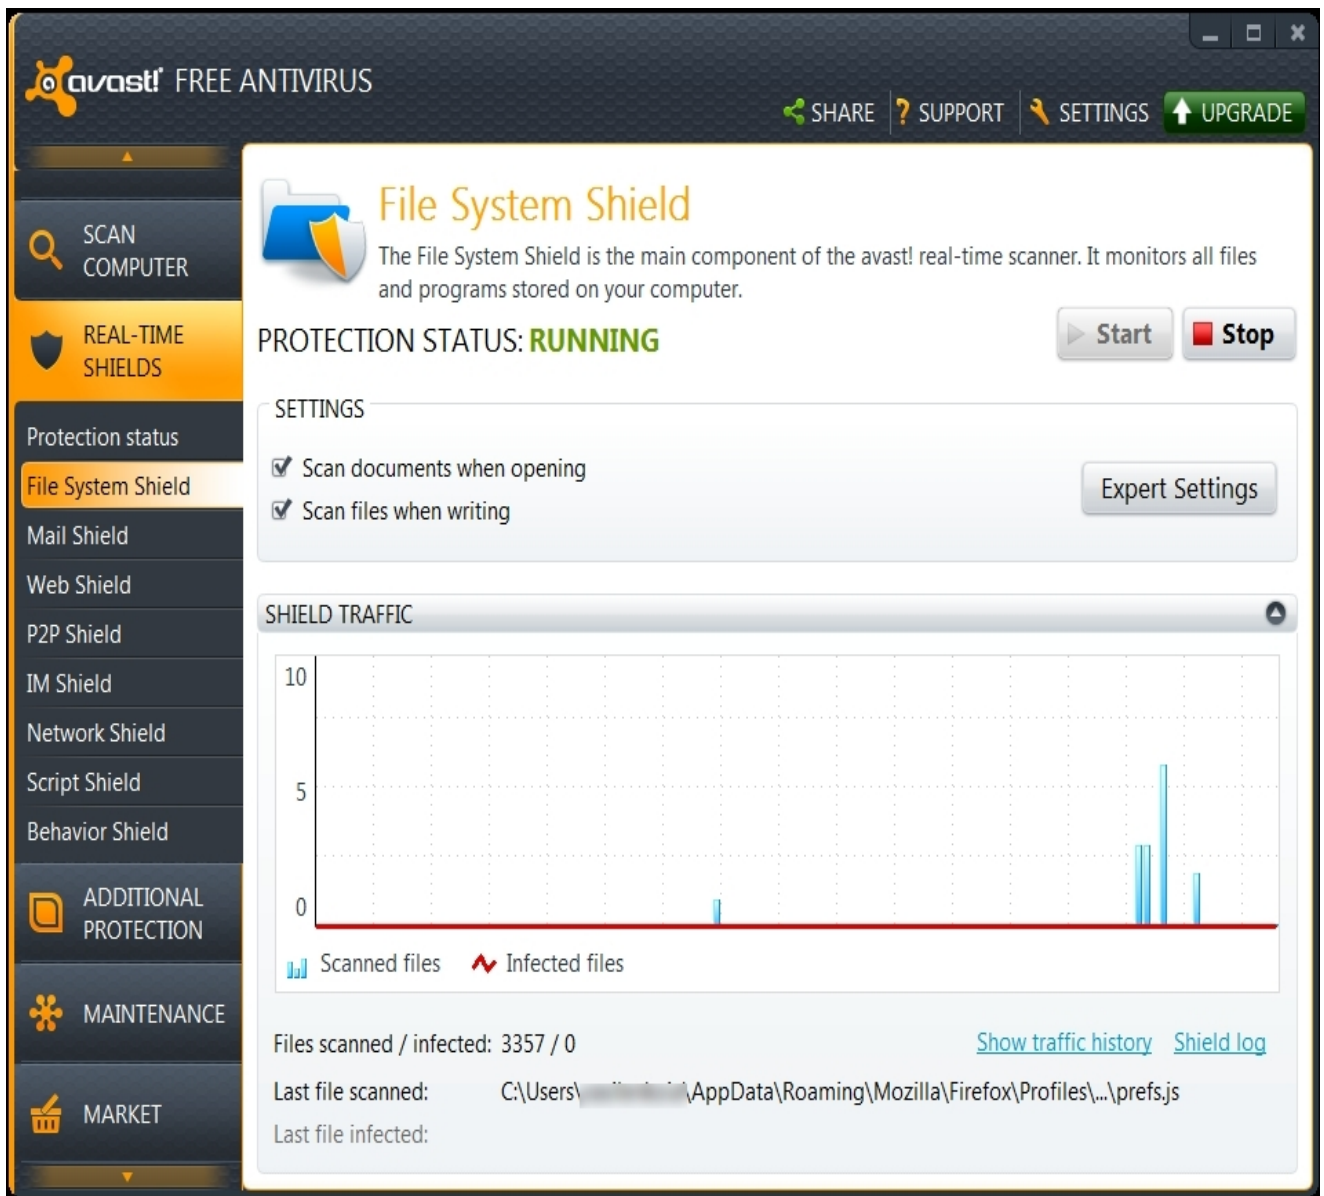 avast! FREE ANTIVIRUS
SHARE
SUPPORT
SETTINGS
UPGRADE
SCAN
COMPUTER
REAL-TIME
SHIELDS
Protection status
File System Shield
Mail Shield
Web Shield
P2P Shield
IM Shield
Network Shield
Script Shield
Behavior Shield
ADDITIONAL
PROTECTION
MAINTENANCE
MARKET
File System Shield
The File System Shield is the main component of the avast! real-time scanner. It monitors all files
and programs stored on your computer.
PROTECTION STATUS: RUNNING
Start
Stop
SETTINGS
Scan documents when opening
Scan files when writing
Expert Settings
SHIELD TRAFFIC
10
5
0
Scanned files
Infected files
Files scanned / infected: 3357 / 0
Show traffic history
Shield log
Last file scanned: C:\Users\ \AppData\Roaming\Mozilla\Firefox\Profiles\...\prefs.js
Last file infected: